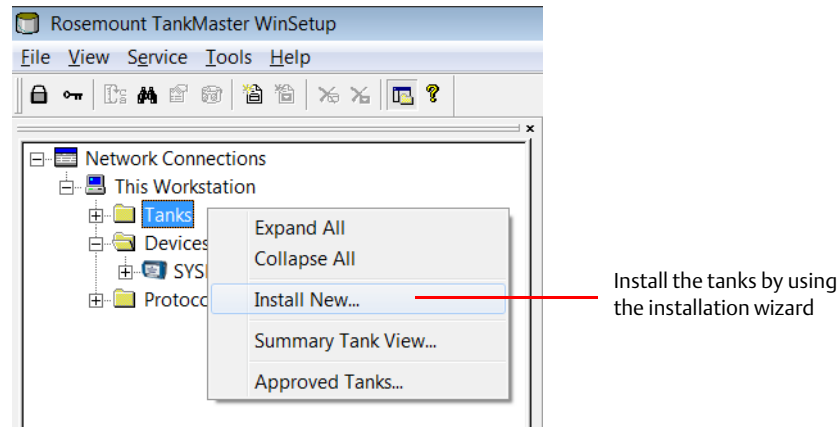 Rosemount TankMaster WinSetup
File View Service Tools Help
Network Connections
This Workstation
Tanks
Devices
SYS
Protoco
Expand All
Collapse All
Install New...
Summary Tank View...
Approved Tanks...
Install the tanks by using
the installation wizard